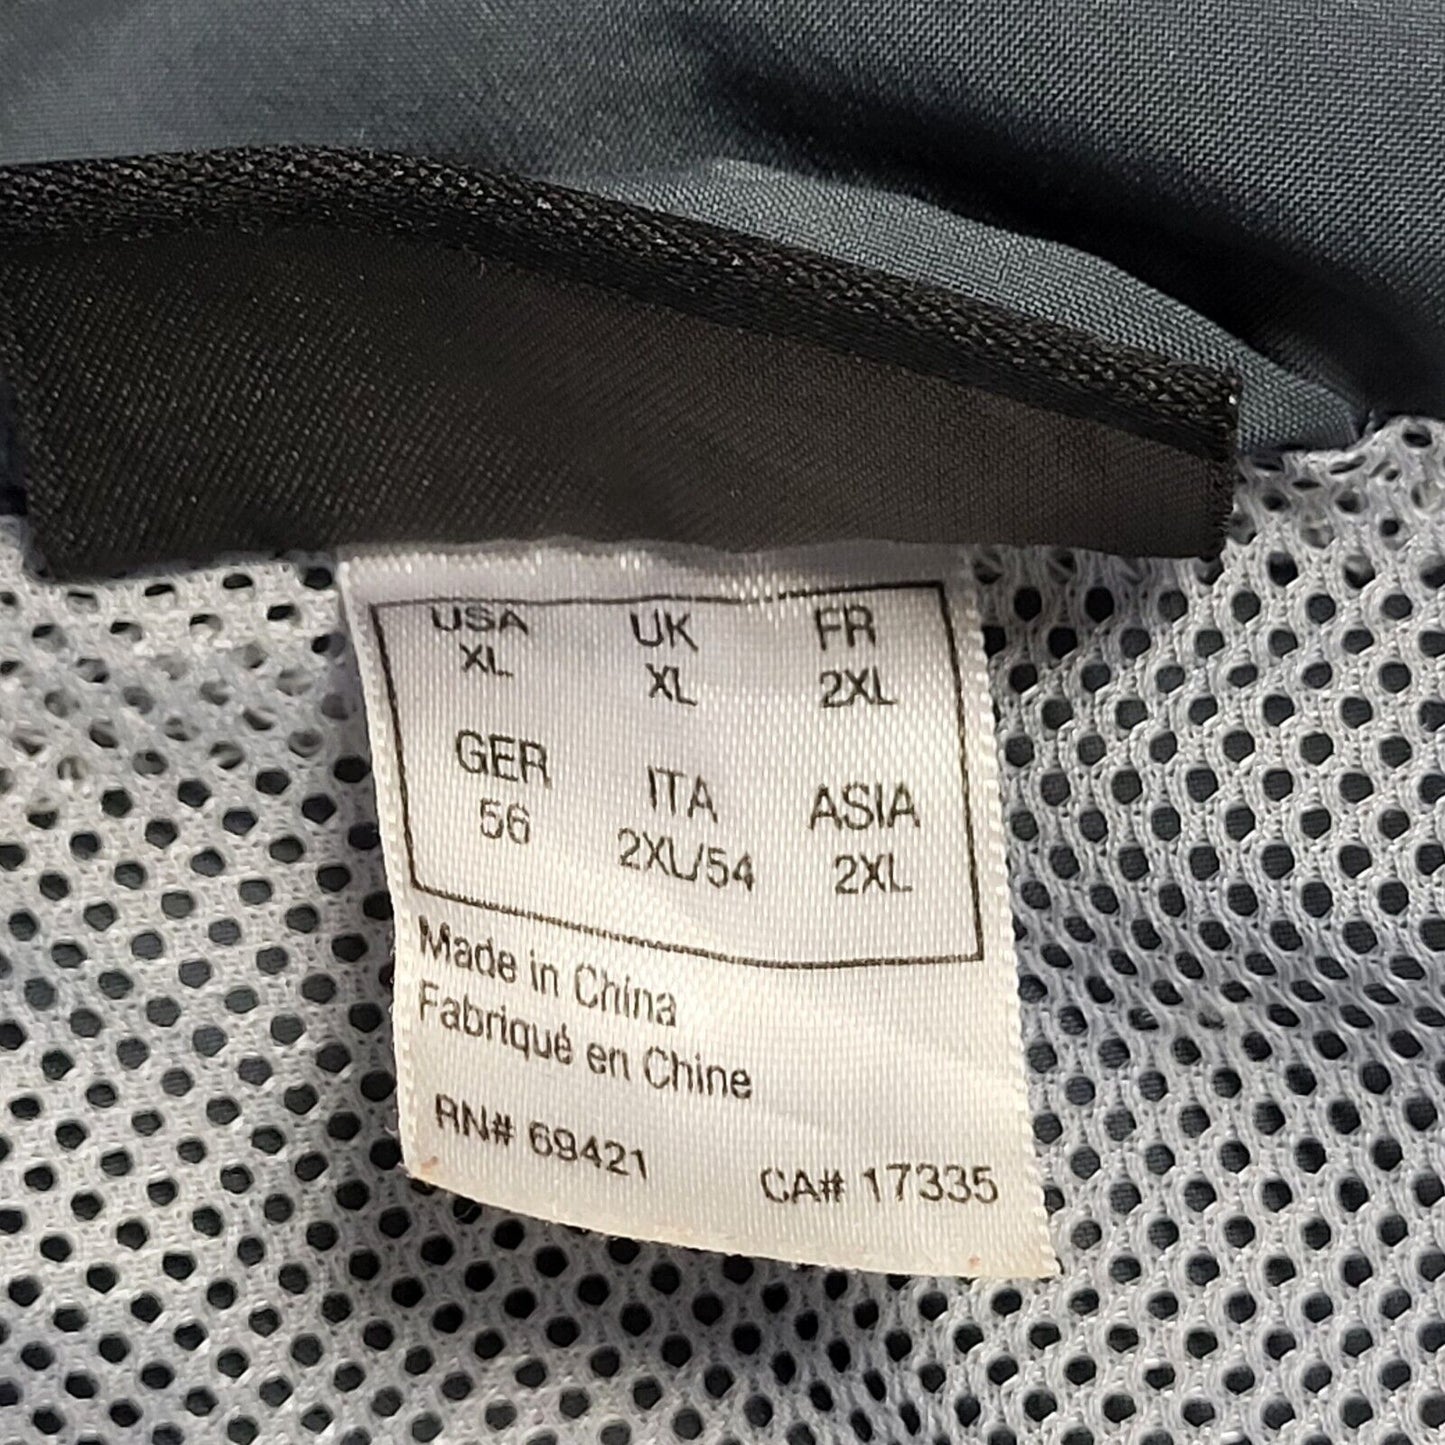 USA UK FR
XL XL 2XL
GER ITA ASIA
56 2XL/54 2XL
Made in China
Fabriqué en Chine
RN# 69421 CA# 17335